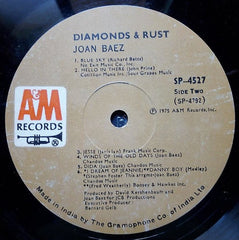 DIAMONDS & RUST
JOAN BAEZ
1. BLUE SKY (Richard Betts)
No Exit Music Co. Inc.
2. HELLO IN THERE (John Prine)
Cotillion Music Inc. Sour Grapes Music
A&M
RECORDS
SP-4527
SIDE TWO
(SP-4792)
℗ 1975 A&M Records, Inc.
3. JESSE (Janis Ian) Frank Music Corp.
4. WINDS OF THE OLD DAYS (Joan Baez)
Chandos Music
5. DIDA (Joan Baez) Chandos Music
6. *I DREAM OF JEANNIE/**DANNY BOY (Medley)
*(Stephen Foster This arrgmt Joan Baez)
Chandos Music
**(Fred Weatherly) Boosey & Hawkes Inc.
Produced by David Kershenbaum and
Joan Baez for JCB Productions
Executive Producer:
Bernard Gelb
Made in India by The Gramophone Co. of India Ltd